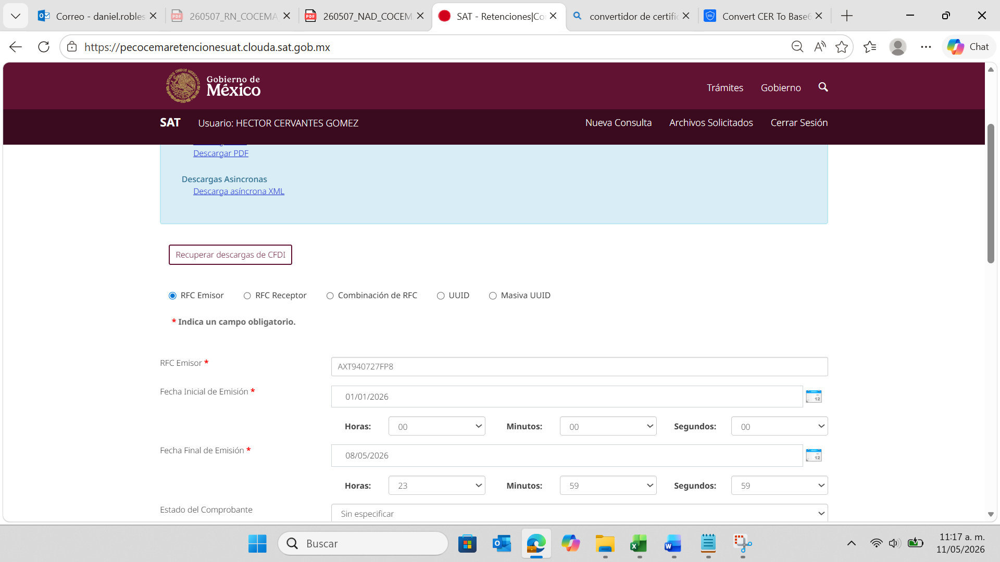 Correo - daniel.robles
260507_RN_COCEMA
260507_NAD_COCEM
SAT - Retenciones|Co
convertidor de certific
Convert CER To Base6
https://pecocemaretencionesuat.clouda.sat.gob.mx
Chat
Gobierno de
México
Trámites
Gobierno
SAT
Usuario: HECTOR CERVANTES GOMEZ
Nueva Consulta
Archivos Solicitados
Cerrar Sesión
Descargar PDF
Descargas Asincronas
Descarga asíncrona XML
Recuperar descargas de CFDI
RFC Emisor
RFC Receptor
Combinación de RFC
UUID
Masiva UUID
* Indica un campo obligatorio.
RFC Emisor *
AXT940727FP8
Fecha Inicial de Emisión *
01/01/2026
Horas: 00 Minutos: 00 Segundos: 00
Fecha Final de Emisión *
08/05/2026
Horas: 23 Minutos: 59 Segundos: 59
Estado del Comprobante
Sin especificar
Buscar
11:17 a. m.
11/05/2026